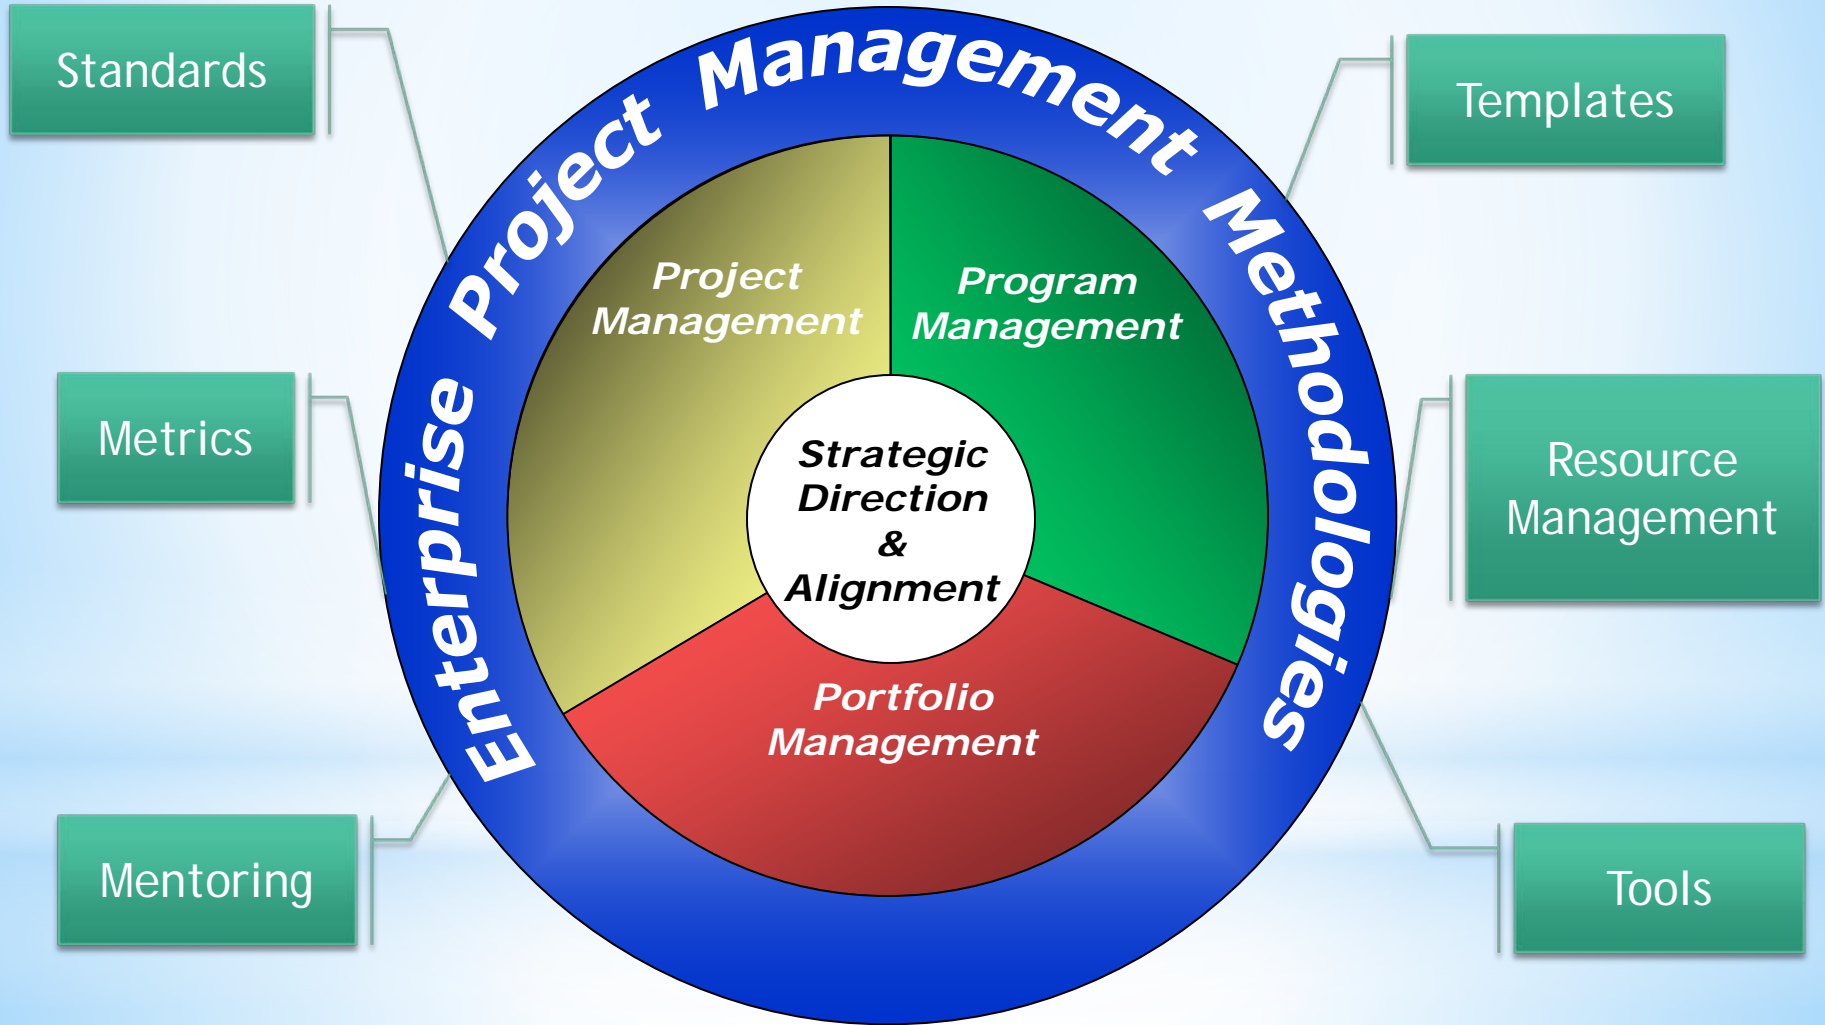 Enterprise Project Management Methodologies
Standards
Templates
Project
Management
Program
Management
Metrics
Strategic
Direction
&
Alignment
Resource
Management
Portfolio
Management
Mentoring
Tools